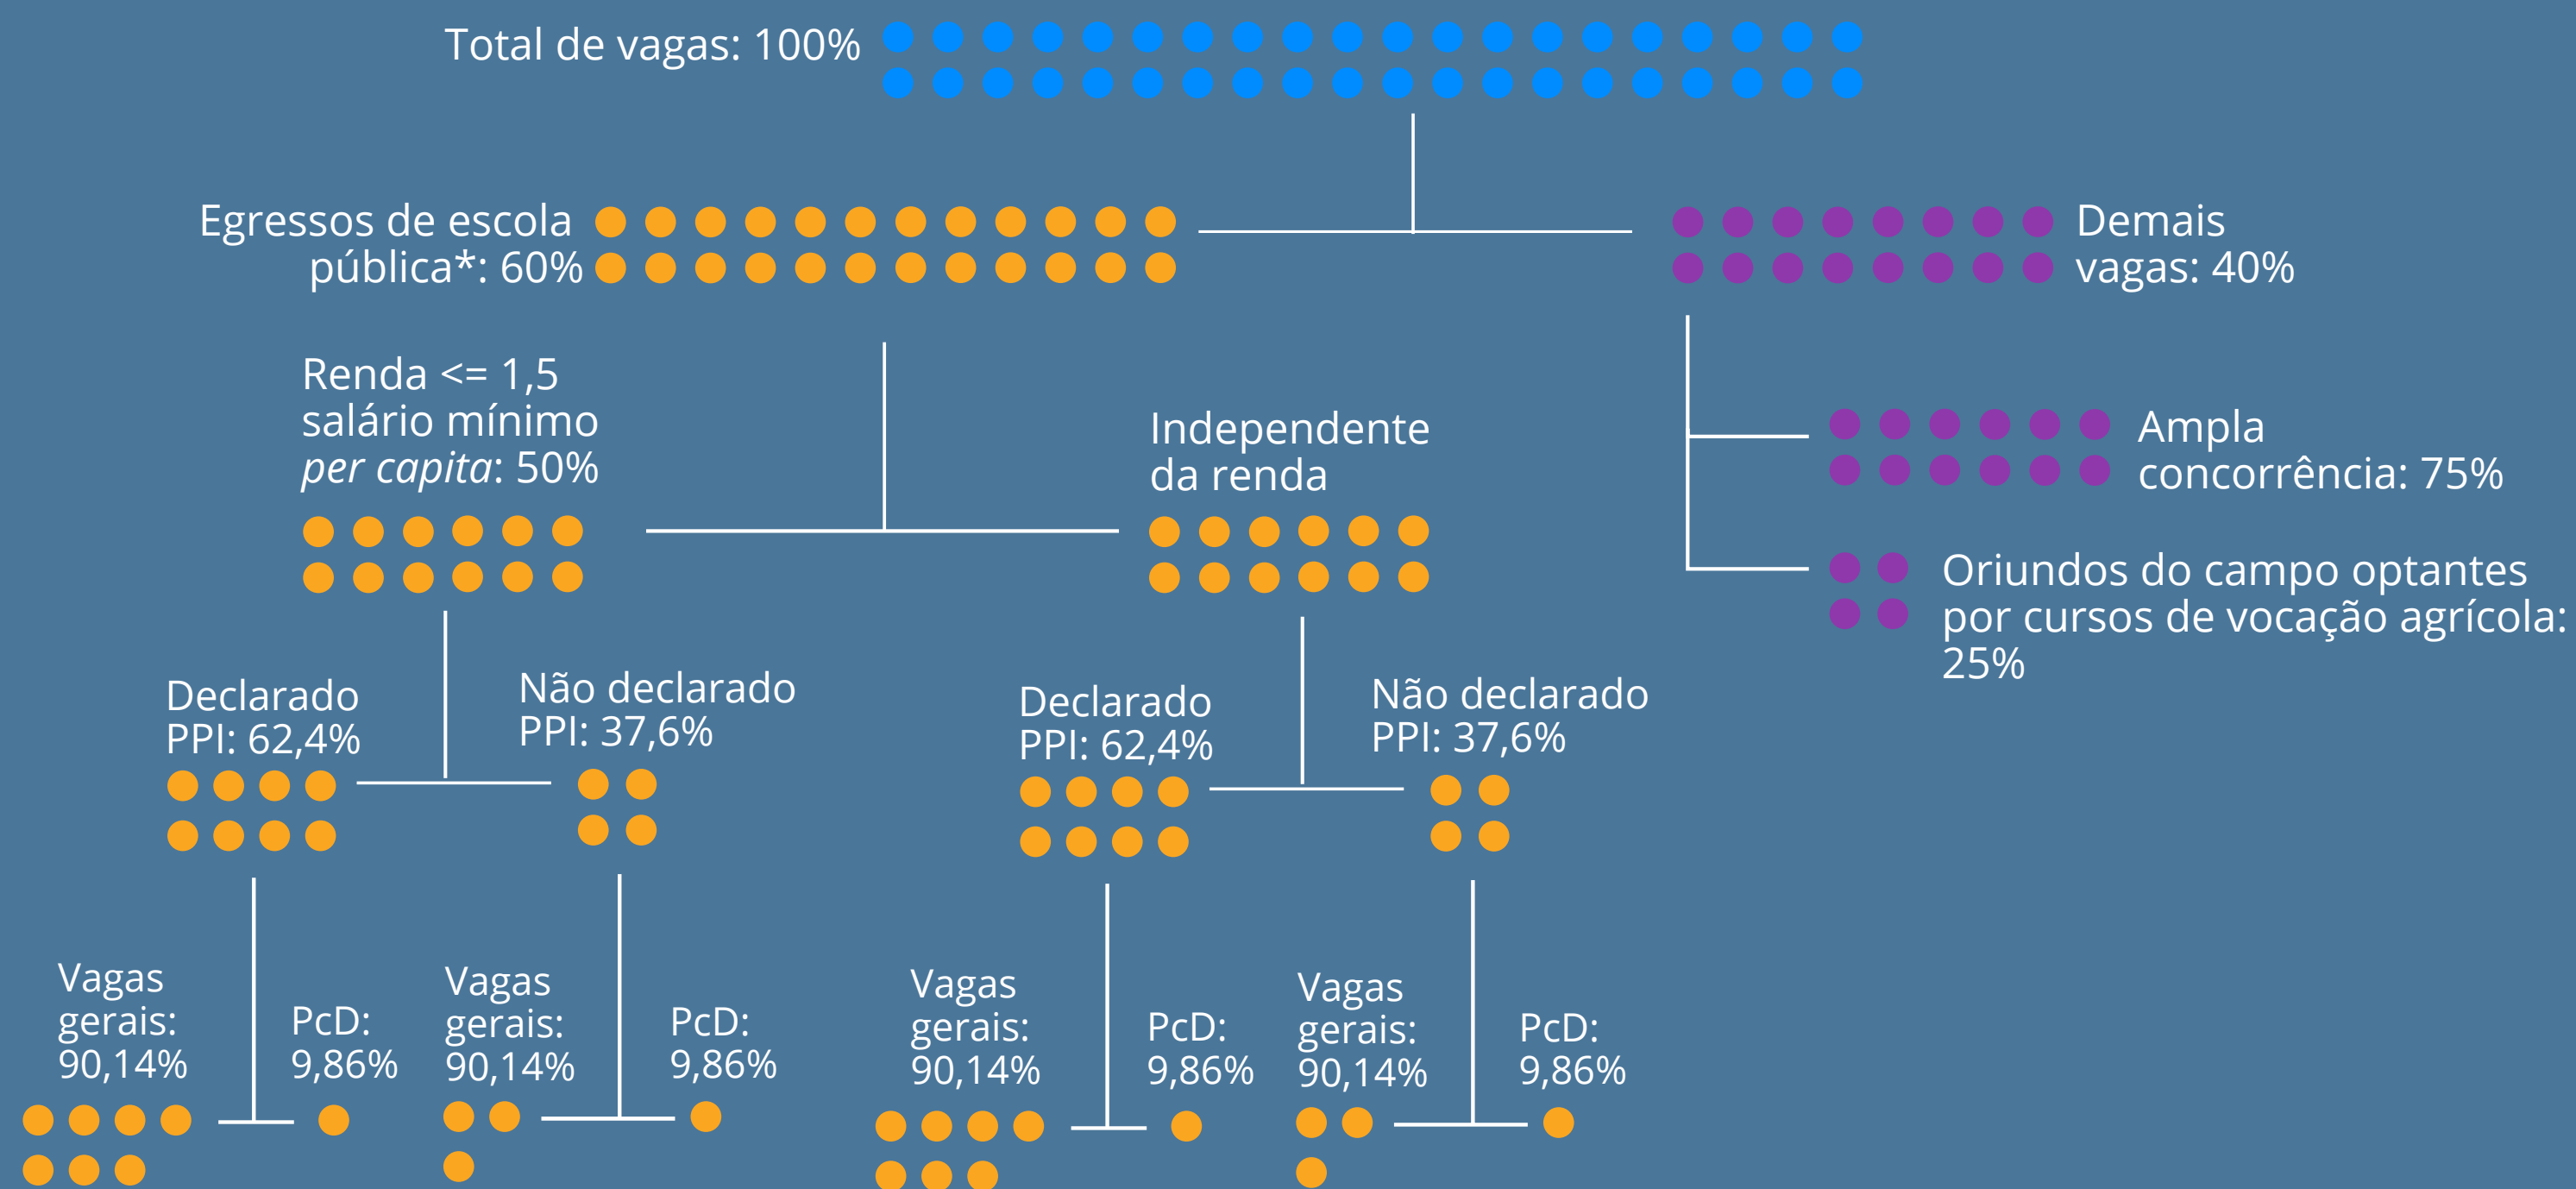 Total de vagas: 100%
Egressos de escola
pública*: 60%
Demais
vagas: 40%
Renda <= 1,5
salário mínimo
per capita: 50%
Independente
da renda
Ampla
concorrência: 75%
Oriundos do campo optantes
por cursos de vocação agrícola:
25%
Declarado
PPI: 62,4%
Não declarado
PPI: 37,6%
Declarado
PPI: 62,4%
Não declarado
PPI: 37,6%
Vagas
gerais:
90,14%
PcD:
9,86%
Vagas
gerais:
90,14%
PcD:
9,86%
Vagas
gerais:
90,14%
PcD:
9,86%
Vagas
gerais:
90,14%
PcD:
9,86%